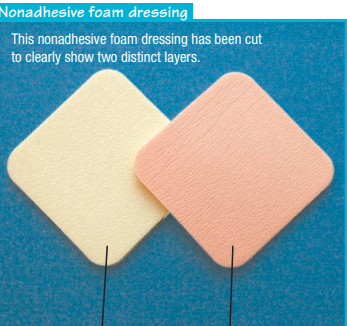 Nonadhesive foam dressing
This nonadhesive foam dressing has been cut
to clearly show two distinct layers.